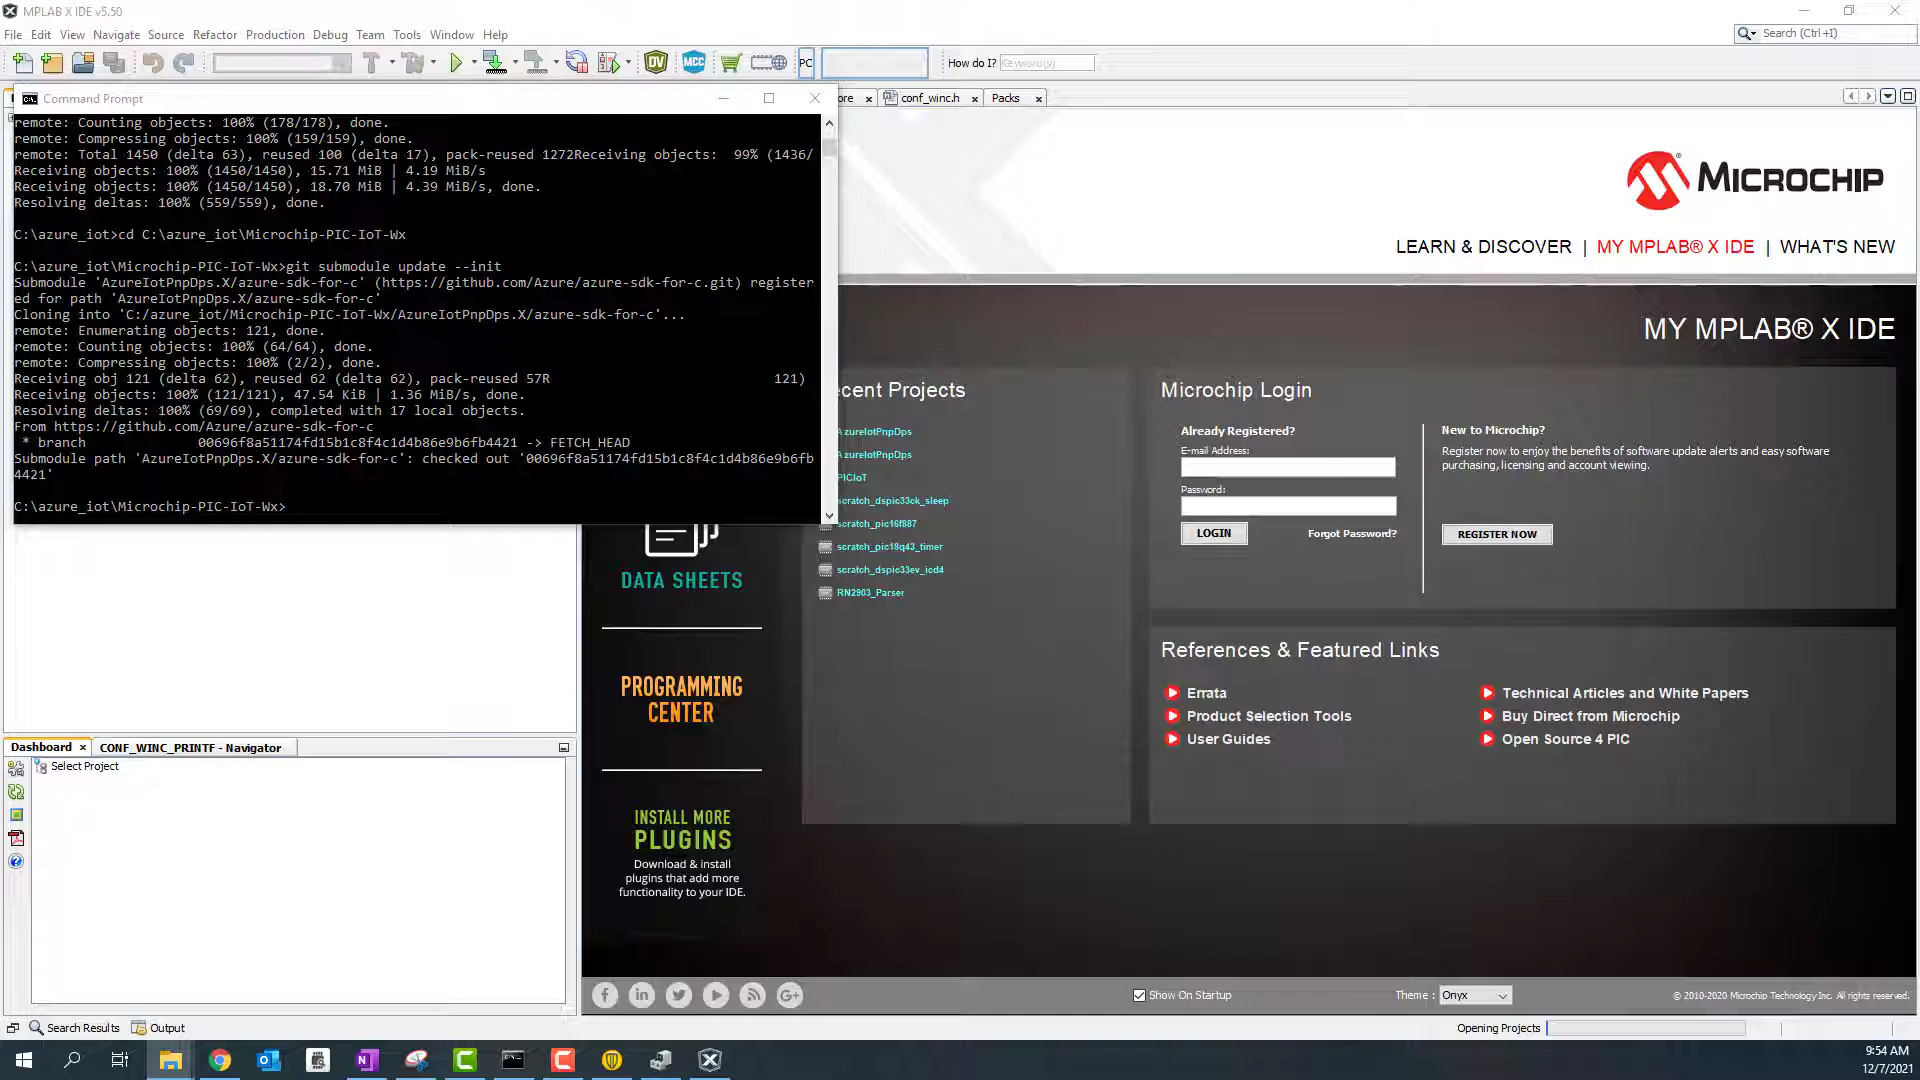 MPLAB X IDE v5.50
File Edit View Navigate Source Refactor Production Debug Team Tools Window Help
Search (Ctrl+I)
DV MCC PC How do I? Keyword(s)
Command Prompt
ore conf_winc.h Packs
remote: Counting objects: 100% (178/178), done.
remote: Compressing objects: 100% (159/159), done.
remote: Total 1450 (delta 63), reused 100 (delta 17), pack-reused 1272Receiving objects:  99% (1436/
Receiving objects: 100% (1450/1450), 15.71 MiB | 4.19 MiB/s
Receiving objects: 100% (1450/1450), 18.70 MiB | 4.39 MiB/s, done.
Resolving deltas: 100% (559/559), done.
C:\azure_iot>cd C:\azure_iot\Microchip-PIC-IoT-Wx
C:\azure_iot\Microchip-PIC-IoT-Wx>git submodule update --init
Submodule 'AzureIotPnpDps.X/azure-sdk-for-c' (https://github.com/Azure/azure-sdk-for-c.git) register
ed for path 'AzureIotPnpDps.X/azure-sdk-for-c'
Cloning into 'C:/azure_iot/Microchip-PIC-IoT-Wx/AzureIotPnpDps.X/azure-sdk-for-c'...
remote: Enumerating objects: 121, done.
remote: Counting objects: 100% (64/64), done.
remote: Compressing objects: 100% (2/2), done.
Receiving obj 121 (delta 62), reused 62 (delta 62), pack-reused 57R 121)
Receiving objects: 100% (121/121), 47.54 KiB | 1.36 MiB/s, done.
Resolving deltas: 100% (69/69), completed with 17 local objects.
From https://github.com/Azure/azure-sdk-for-c
* branch 00696f8a51174fd15b1c8f4c1d4b86e9b6fb4421 -> FETCH_HEAD
Submodule path 'AzureIotPnpDps.X/azure-sdk-for-c': checked out '00696f8a51174fd15b1c8f4c1d4b86e9b6fb
4421'
C:\azure_iot\Microchip-PIC-IoT-Wx>
MICROCHIP
LEARN & DISCOVER | MY MPLAB® X IDE | WHAT'S NEW
MY MPLAB® X IDE
DATA SHEETS
PROGRAMMING
CENTER
INSTALL MORE
PLUGINS
Download & install
plugins that add more
functionality to your IDE.
cent Projects
AzureIotPnpDps
AzureIotPnpDps
PICIoT
scratch_dspic33ck_sleep
scratch_pic16f887
scratch_pic18q43_timer
scratch_dspic33ev_icd4
RN2903_Parser
Microchip Login
Already Registered?
E-mail Address:
Password:
LOGIN Forgot Password?
New to Microchip?
Register now to enjoy the benefits of software update alerts and easy software
purchasing, licensing and account viewing.
REGISTER NOW
References & Featured Links
Errata
Product Selection Tools
User Guides
Technical Articles and White Papers
Buy Direct from Microchip
Open Source 4 PIC
Dashboard CONF_WINC_PRINTF - Navigator
Select Project
Show On Startup Theme : Onyx © 2010-2020 Microchip Technology Inc. All rights reserved.
Search Results Output Opening Projects
9:54 AM
12/7/2021